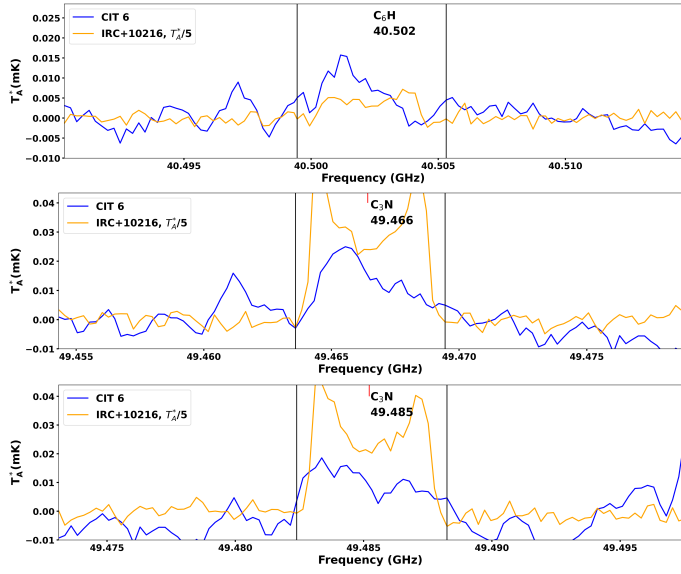 0.025
0.020
0.015
0.010
0.005
0.000
−0.005
−0.010
T*A(mK)
CIT 6
IRC+10216, T*A/5
C6H
40.502
40.495
40.500
40.505
40.510
Frequency (GHz)
0.04
0.03
0.02
0.01
0.00
−0.01
T*A(mK)
CIT 6
IRC+10216, T*A/5
C3N
49.466
49.455
49.460
49.465
49.470
49.475
Frequency (GHz)
0.04
0.03
0.02
0.01
0.00
−0.01
T*A(mK)
CIT 6
IRC+10216, T*A/5
C3N
49.485
49.475
49.480
49.485
49.490
49.495
Frequency (GHz)